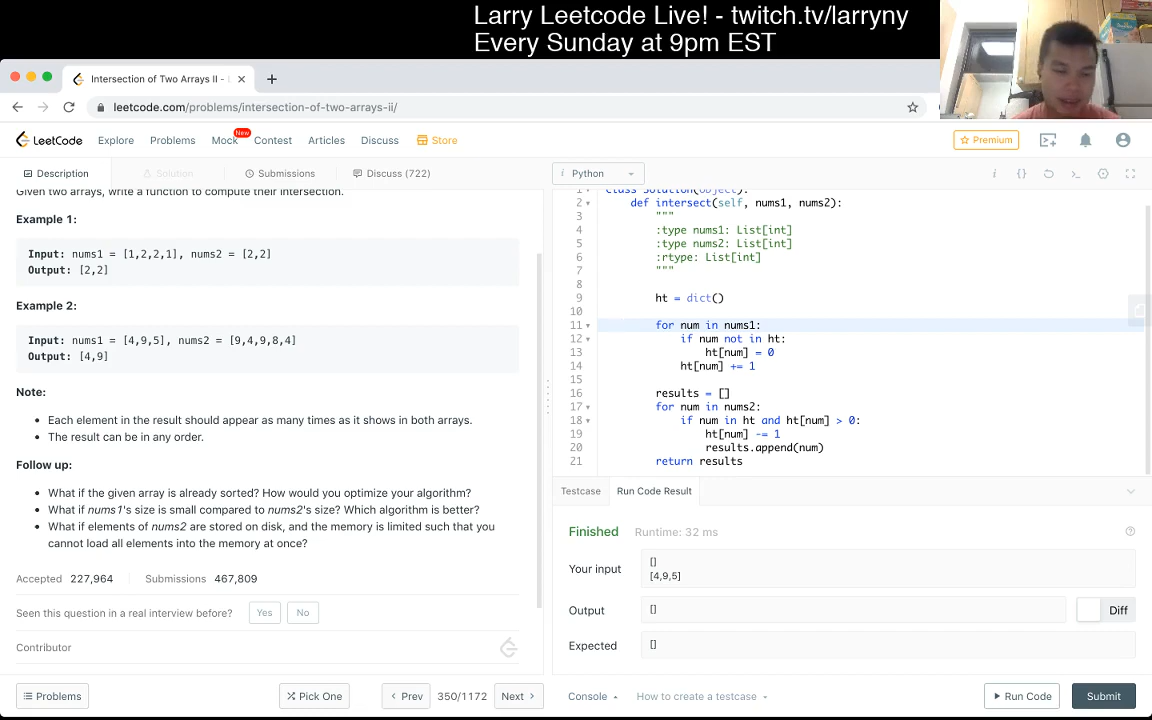 Larry Leetcode Live! - twitch.tv/larryny
Every Sunday at 9pm EST
Intersection of Two Arrays II -
leetcode.com/problems/intersection-of-two-arrays-ii/
LeetCode
Explore
Problems
Mock
New
Contest
Articles
Discuss
Store
Premium
Description
Solution
Submissions
Discuss (722)
Given two arrays, write a function to compute their intersection.
Example 1:
Input: nums1 = [1,2,2,1], nums2 = [2,2]
Output: [2,2]
Example 2:
Input: nums1 = [4,9,5], nums2 = [9,4,9,8,4]
Output: [4,9]
Note:
• Each element in the result should appear as many times as it shows in both arrays.
• The result can be in any order.
Follow up:
• What if the given array is already sorted? How would you optimize your algorithm?
• What if nums1's size is small compared to nums2's size? Which algorithm is better?
• What if elements of nums2 are stored on disk, and the memory is limited such that you
cannot load all elements into the memory at once?
Accepted 227,964
Submissions 467,809
Seen this question in a real interview before?
Yes
No
Contributor
Problems
Pick One
Prev
350/1172
Next
i Python
1 class Solution(object):
2 def intersect(self, nums1, nums2):
3 """
4 :type nums1: List[int]
5 :type nums2: List[int]
6 :rtype: List[int]
7 """
8
9 ht = dict()
10
11 for num in nums1:
12 if num not in ht:
13 ht[num] = 0
14 ht[num] += 1
15
16 results = []
17 for num in nums2:
18 if num in ht and ht[num] > 0:
19 ht[num] -= 1
20 results.append(num)
21 return results
Testcase
Run Code Result
Finished
Runtime: 32 ms
Your input
[]
[4,9,5]
Output
[]
Diff
Expected
[]
Console
How to create a testcase
Run Code
Submit